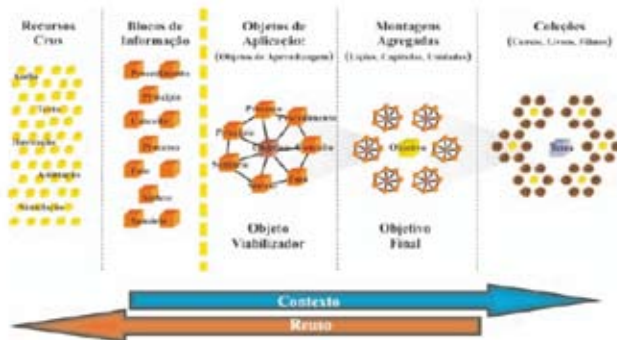 Recursos
Crus
Blocos de
Informação
Objetos de
Aplicação:
(Objetos de Aprendizagem)
Montagens
Agregadas
(Lições, Capítulos, Unidades)
Coleções
(Cursos, Livros, Filmes)
Áudio
Texto
Ilustração
Animação
Simulação
Procedimento
Princípio
Conceito
Processo
Fato
Sumário
Processo
Princípio
Procedimento
Objetivo
Fato
Objetivo
Tema
Objeto
Viabilizador
Objetivo
Final
Contexto
Reuso